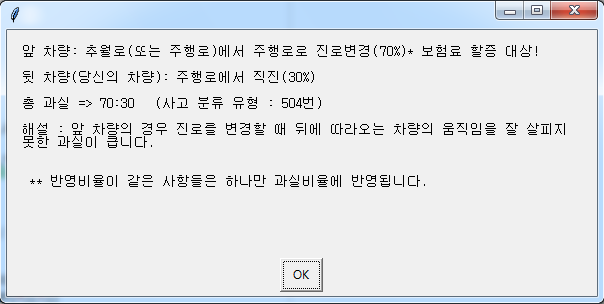 앞 차량: 추월로(또는 주행로)에서 주행로로 진로변경(70%)* 보험료 할증 대상!
뒷 차량(당신의 차량): 주행로에서 직진(30%)
총 과실 => 70:30 (사고 분류 유형 : 504번)
해설 : 앞 차량의 경우 진로를 변경할 때 뒤에 따라오는 차량의 움직임을 잘 살피지
못한 과실이 큽니다.
** 반영비율이 같은 사항들은 하나만 과실비율에 반영됩니다.
OK